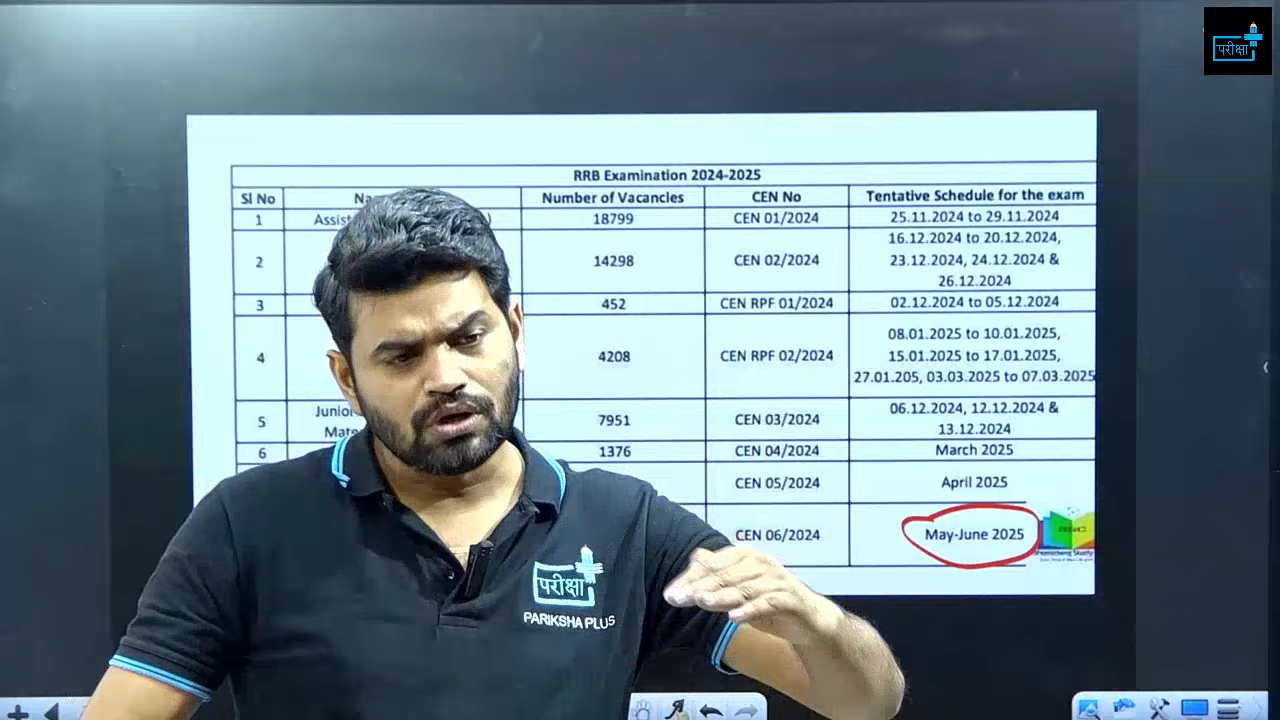 परीक्षा
RRB Examination 2024-2025
Sl No Number of Vacancies CEN No Tentative Schedule for the exam
1 18799 CEN 01/2024 25.11.2024 to 29.11.2024
2 14298 CEN 02/2024 16.12.2024 to 20.12.2024,
23.12.2024, 24.12.2024 &
26.12.2024
3 452 CEN RPF 01/2024 02.12.2024 to 05.12.2024
4 4208 CEN RPF 02/2024 08.01.2025 to 10.01.2025,
15.01.2025 to 17.01.2025,
27.01.205, 03.03.2025 to 07.03.2025
5 Junior 7951 CEN 03/2024 06.12.2024, 12.12.2024 &
13.12.2024
6 1376 CEN 04/2024 March 2025
CEN 05/2024 April 2025
CEN 06/2024 May-June 2025
परीक्षा
PARIKSHA PLUS